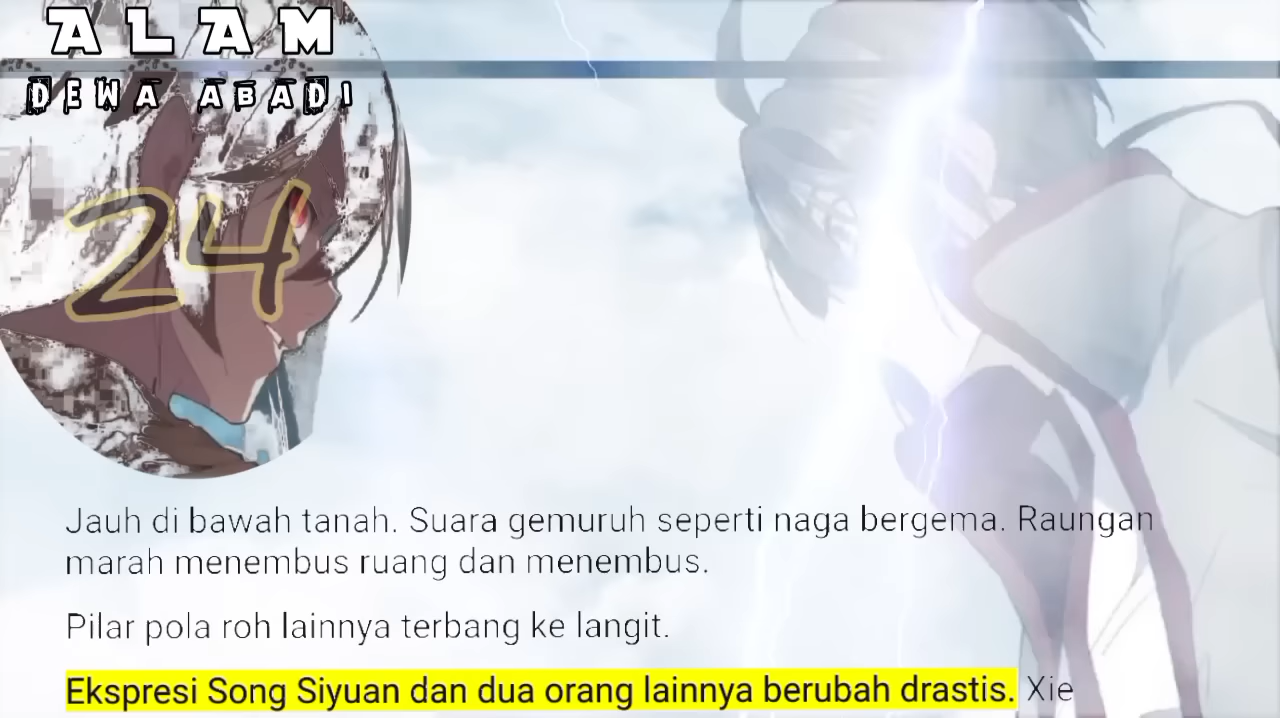 ALAM
DEWA ABADI
24
Jauh di bawah tanah. Suara gemuruh seperti naga bergema. Raungan
marah menembus ruang dan menembus.
Pilar pola roh lainnya terbang ke langit.
Ekspresi Song Siyuan dan dua orang lainnya berubah drastis. Xie